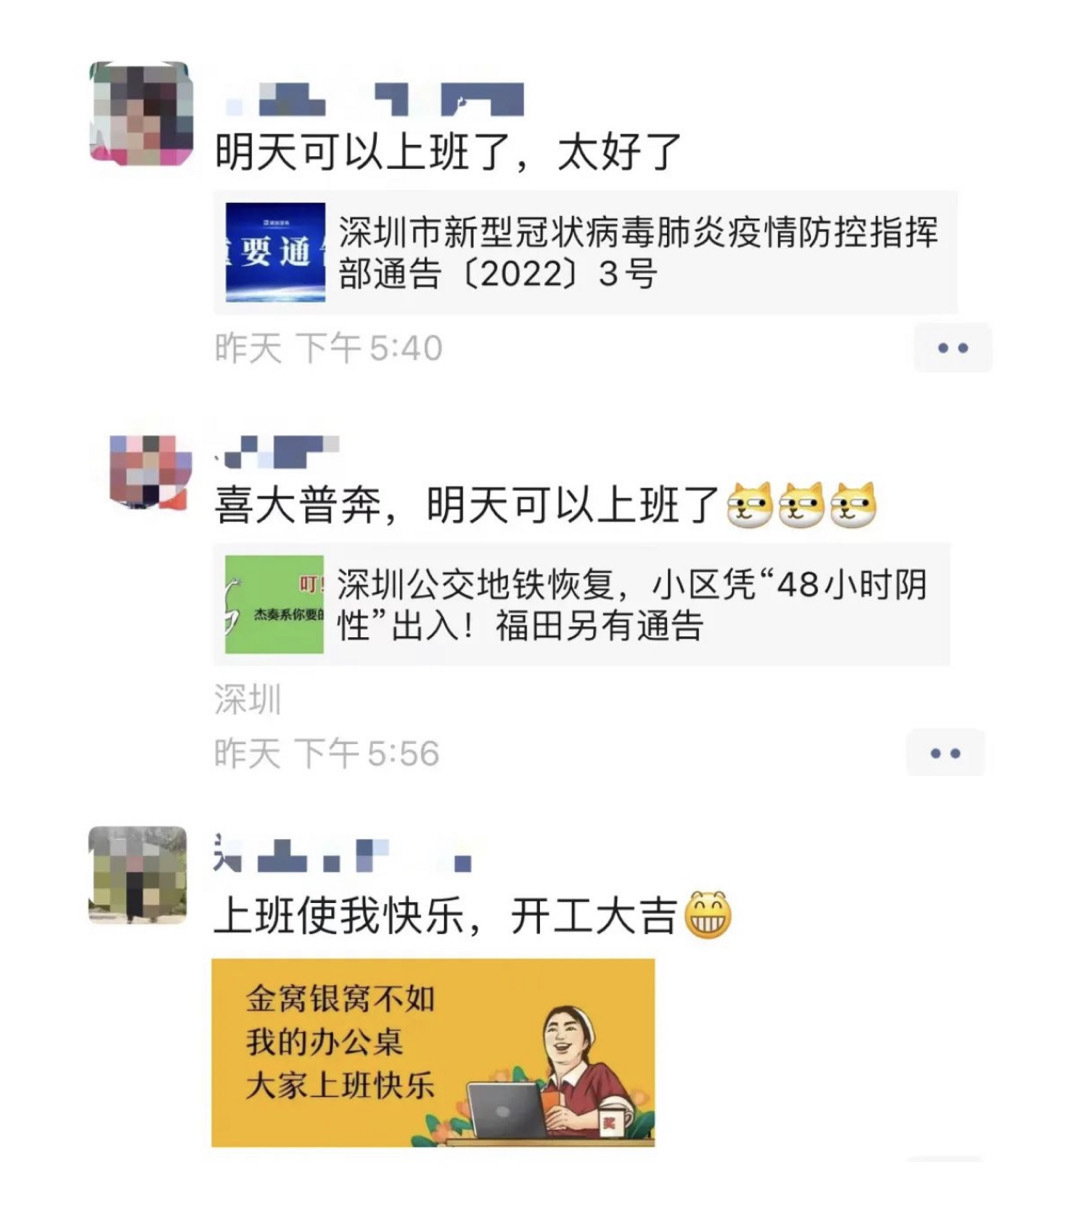 明天可以上班了，太好了
重要通告
深圳市新型冠状病毒肺炎疫情防控指挥
部通告〔2022〕3号
昨天 下午5:40
喜大普奔，明天可以上班了
叮!
杰奏系你要的
深圳公交地铁恢复，小区凭“48小时阴
性”出入！福田另有通告
深圳
昨天 下午5:56
上班使我快乐，开工大吉
金窝银窝不如
我的办公桌
大家上班快乐
奖